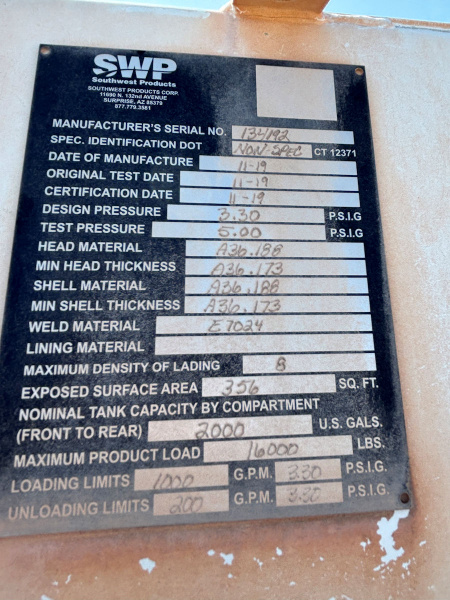 SWP
Southwest Products
SOUTHWEST PRODUCTS CORP.
11690 N. 132nd AVENUE
SURPRISE, AZ 85379
877.779.3581
MANUFACTURER'S SERIAL NO.
SPEC. IDENTIFICATION DOT NON-SPEC CT 12371
DATE OF MANUFACTURE 11-19
ORIGINAL TEST DATE 11-19
CERTIFICATION DATE 11-19
DESIGN PRESSURE 3.30 P.S.I.G
TEST PRESSURE 5.00 P.S.I.G
HEAD MATERIAL A36.188
MIN HEAD THICKNESS A36.173
SHELL MATERIAL A36.188
MIN SHELL THICKNESS A36.173
WELD MATERIAL E7024
LINING MATERIAL
MAXIMUM DENSITY OF LADING 8
EXPOSED SURFACE AREA 356 SQ. FT.
NOMINAL TANK CAPACITY BY COMPARTMENT
(FRONT TO REAR) 2000 U.S. GALS.
MAXIMUM PRODUCT LOAD 16000 LBS.
LOADING LIMITS 1000 G.P.M. 3.30 P.S.I.G.
UNLOADING LIMITS 200 G.P.M. 3.30 P.S.I.G.